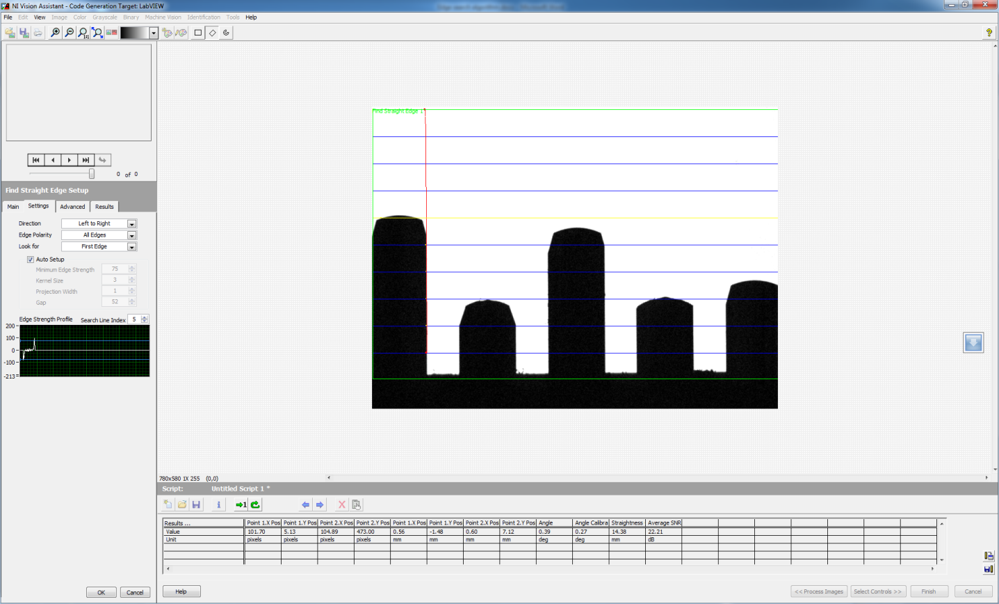 NI Vision Assistant - Code Generation Target: LabVIEW
File Edit View Image Color Grayscale Binary Machine Vision Identification Tools Help
1:1
?
0 of 0
Find Straight Edge Setup
Main Settings Advanced Results
Direction Left to Right
Edge Polarity All Edges
Look for First Edge
Auto Setup
Minimum Edge Strength 75
Kernel Size 3
Projection Width 1
Gap 52
Edge Strength Profile Search Line Index 5
200
100
0
-100
-213
OK Cancel
Find Straight Edge 1
780x580 1X 255 (0,0)
Script: Untitled Script 1 *
1
Results ... Point 1.X Pos Point 1.Y Pos Point 2.X Pos Point 2.Y Pos Point 1.X Pos Point 1.Y Pos Point 2.X Pos Point 2.Y Pos Angle Angle Calibra Straightness Average SNR
Value 101.70 5.13 104.89 473.00 0.56 -1.48 0.60 7.12 0.39 0.27 14.38 22.21
Unit pixels pixels pixels pixels mm mm mm mm deg deg mm dB
Help << Process Images Select Controls >> Finish Cancel